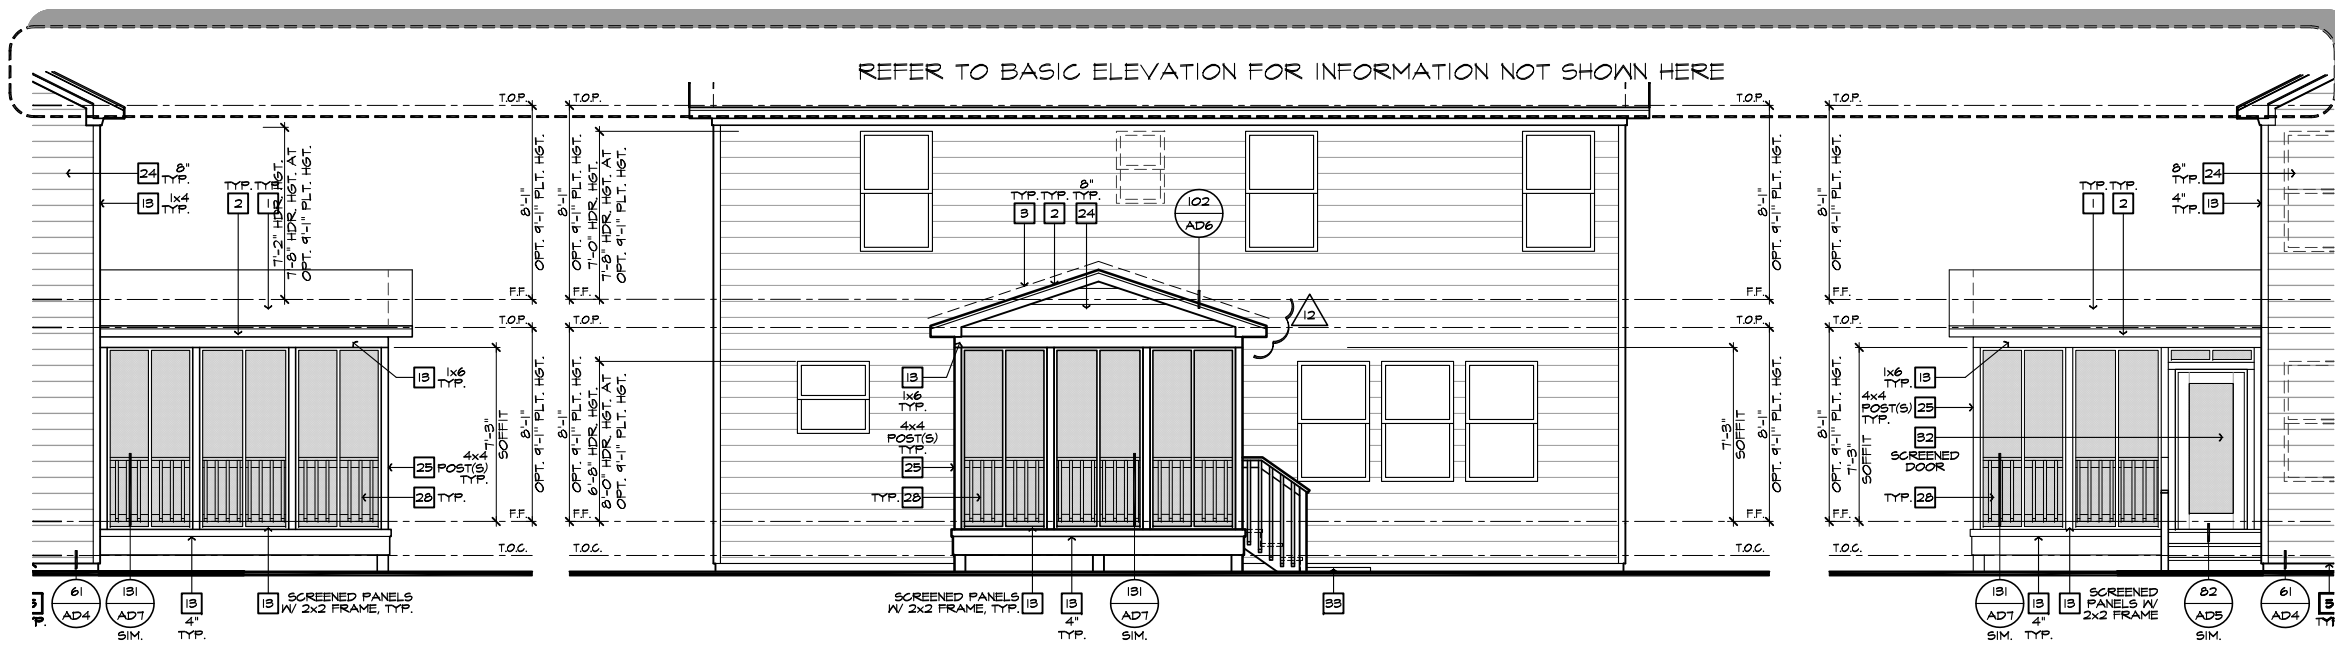 REFER TO BASIC ELEVATION FOR INFORMATION NOT SHOWN HERE
T.O.P.
24
8"
TYP.
13
1x4
TYP.
TYP. TYP.
2
1
7'-2" HDR. HGT.
7'-8" HDR. HGT. AT
OPT. 9'-1" PLT. HGT.
8'-1"
OPT. 9'-1" PLT. HGT.
F.F.
T.O.P.
13
1x6
TYP.
7'-3"
SOFFIT
8'-1"
OPT. 9'-1" PLT. HGT.
25
4x4
POST(S)
TYP.
28 TYP.
F.F.
T.O.C.
61
AD4
131
AD7
SIM.
13
4"
TYP.
13
SCREENED PANELS
W/ 2x2 FRAME, TYP.
T.O.P.
8'-1"
OPT. 9'-1" PLT. HGT.
7'-0" HDR. HGT.
7'-8" HDR. HGT. AT
OPT. 9'-1" PLT. HGT.
F.F.
T.O.P.
8'-1"
OPT. 9'-1" PLT. HGT.
6'-8" HDR. HGT.
8'-0" HDR. HGT. AT
OPT. 9'-1" PLT. HGT.
F.F.
T.O.C.
TYP. TYP. 8"
TYP.
3
2
24
102
AD6
12
13
1x6
TYP.
4x4
POST(S)
TYP.
25
TYP. 28
SCREENED PANELS
W/ 2x2 FRAME, TYP.
13
13
4"
TYP.
131
AD7
SIM.
33
T.O.P.
8'-1"
OPT. 9'-1" PLT. HGT.
F.F.
T.O.P.
7'-3"
SOFFIT
8'-1"
OPT. 9'-1" PLT. HGT.
F.F.
T.O.C.
T.O.P.
8'-1"
OPT. 9'-1" PLT. HGT.
F.F.
T.O.P.
8'-1"
OPT. 9'-1" PLT. HGT.
7'-3"
SOFFIT
F.F.
T.O.C.
8"
TYP.
24
4"
TYP.
13
TYP. TYP.
1
2
1x6
TYP.
13
4x4
POST(S)
TYP.
25
32
SCREENED
DOOR
TYP. 28
131
AD7
SIM.
13
4"
TYP.
13
SCREENED
PANELS W/
2x2 FRAME
82
AD5
SIM.
61
AD4